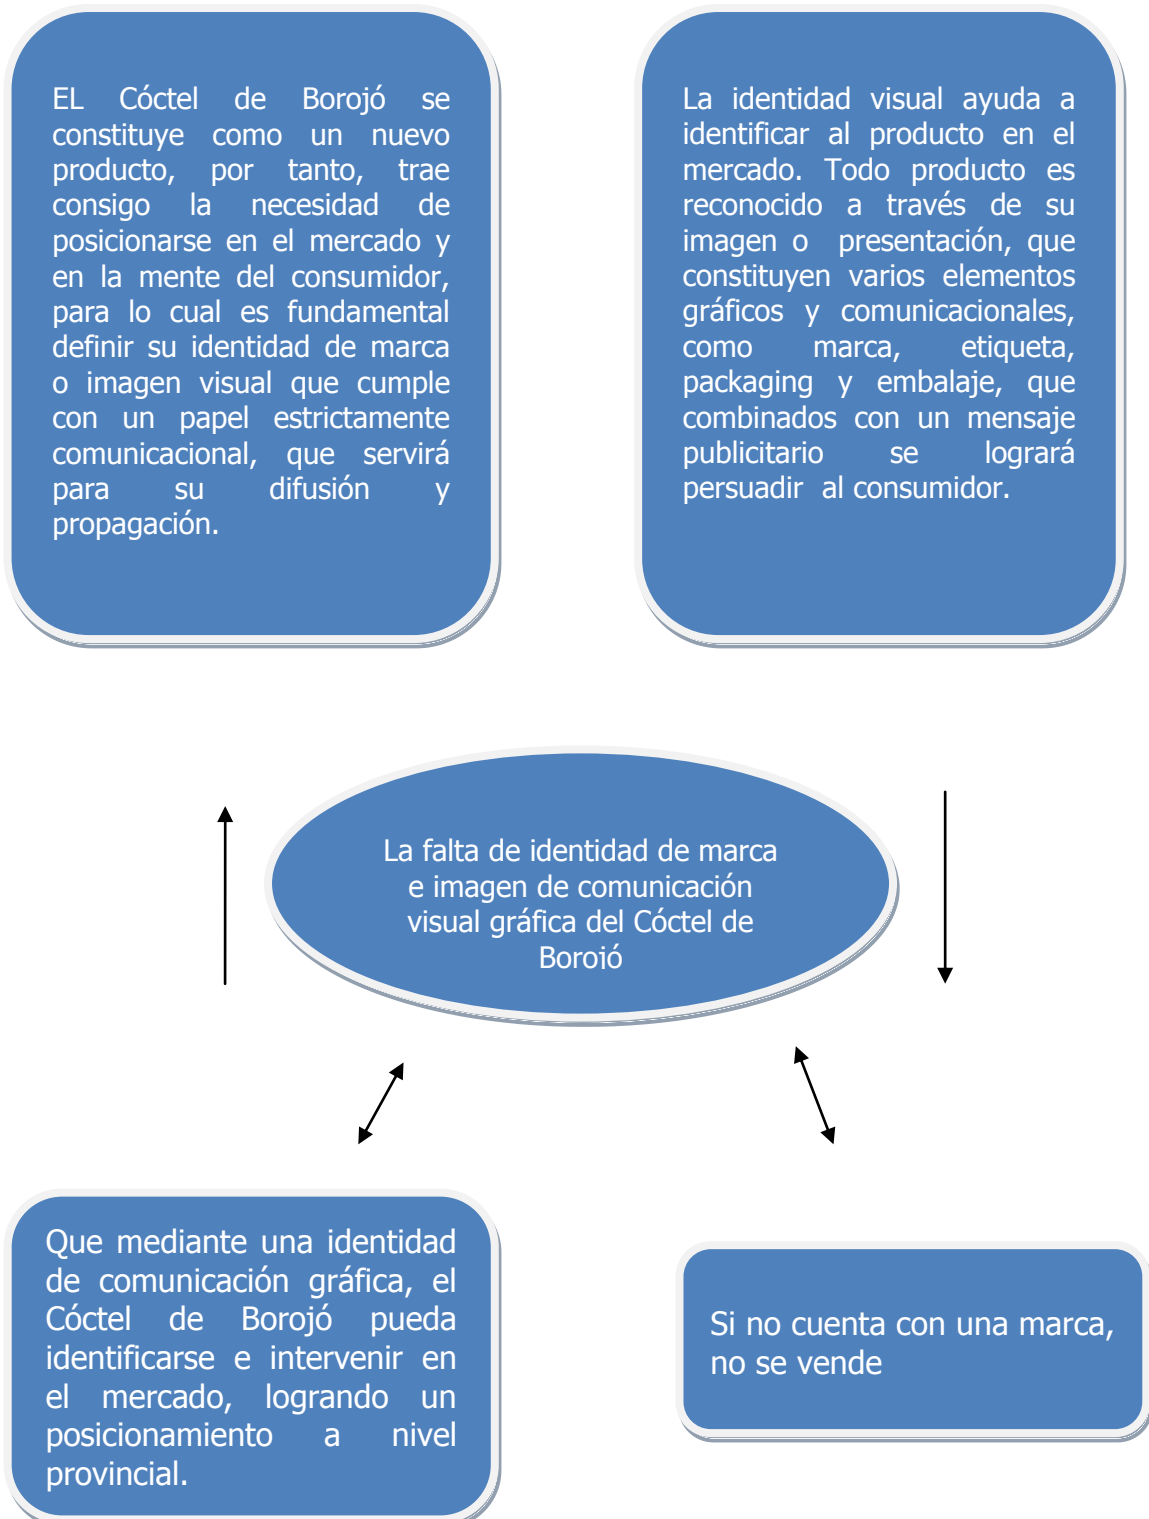 EL Cóctel de Borojó se
constituye como un nuevo
producto, por tanto, trae
consigo la necesidad de
posicionarse en el mercado y
en la mente del consumidor,
para lo cual es fundamental
definir su identidad de marca
o imagen visual que cumple
con un papel estrictamente
comunicacional, que servirá
para su difusión y
propagación.
La identidad visual ayuda a
identificar al producto en el
mercado. Todo producto es
reconocido a través de su
imagen o presentación, que
constituyen varios elementos
gráficos y comunicacionales,
como marca, etiqueta,
packaging y embalaje, que
combinados con un mensaje
publicitario se logrará
persuadir al consumidor.
La falta de identidad de marca
e imagen de comunicación
visual gráfica del Cóctel de
Borojó
Que mediante una identidad
de comunicación gráfica, el
Cóctel de Borojó pueda
identificarse e intervenir en
el mercado, logrando un
posicionamiento a nivel
provincial.
Si no cuenta con una marca,
no se vende